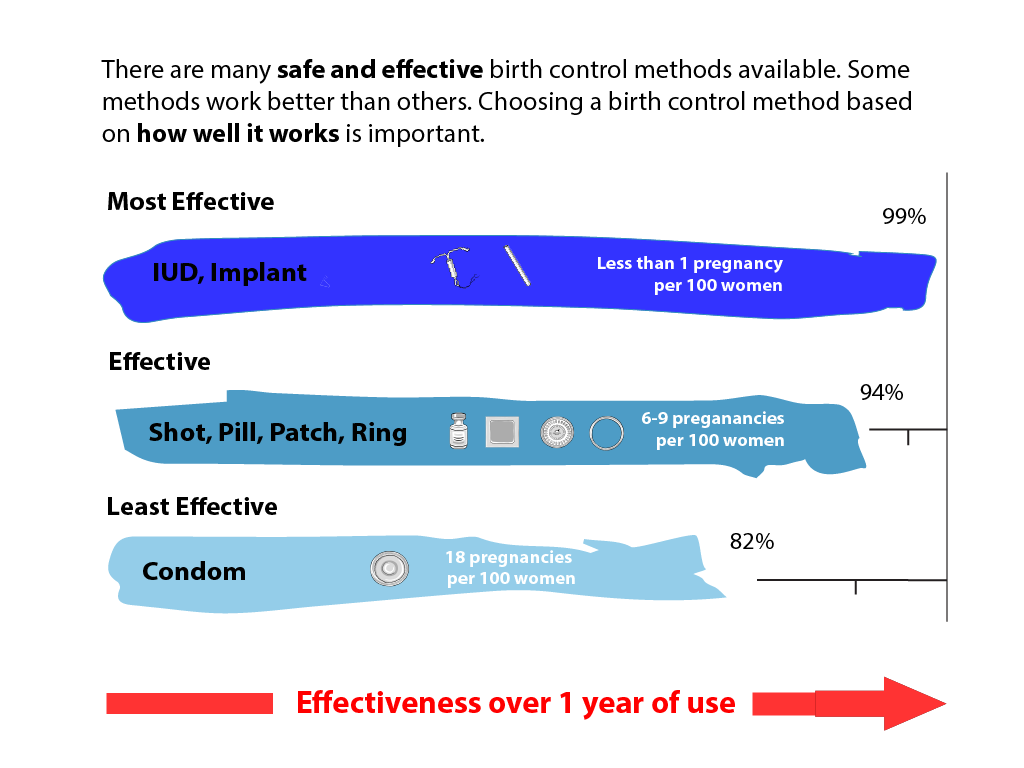 There are many safe and effective birth control methods available. Some
methods work better than others. Choosing a birth control method based
on how well it works is important.
Most Effective
99%
IUD, Implant
Less than 1 pregnancy
per 100 women
Effective
94%
Shot, Pill, Patch, Ring
6-9 preganancies
per 100 women
Least Effective
82%
Condom
18 pregnancies
per 100 women
Effectiveness over 1 year of use